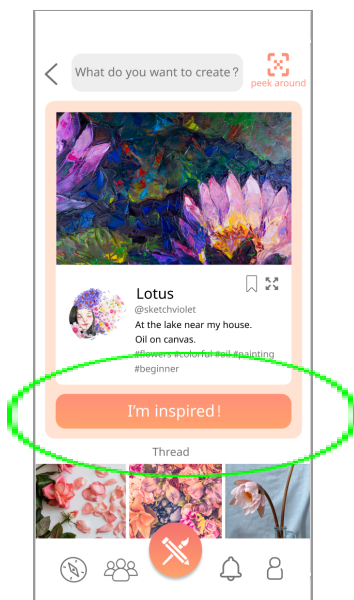 What do you want to create?
peek around
Lotus
@sketchviolet
At the lake near my house.
Oil on canvas.
#flowers #colorful #oil #painting
#beginner
I'm inspired!
Thread